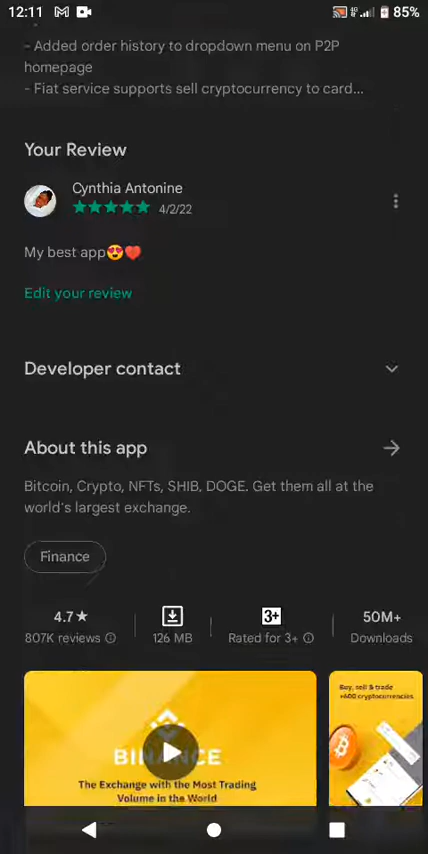 12:11
4G
85%
- Added order history to dropdown menu on P2P
homepage
- Fiat service supports sell cryptocurrency to card...
Your Review
Cynthia Antonine
4/2/22
My best app😍❤️
Edit your review
Developer contact
About this app
Bitcoin, Crypto, NFTs, SHIB, DOGE. Get them all at the
world's largest exchange.
Finance
4.7★
807K reviews
126 MB
3+
Rated for 3+
50M+
Downloads
BINANCE
The Exchange with the Most Trading
Volume in the World
Buy, sell & trade
+600 cryptocurrencies